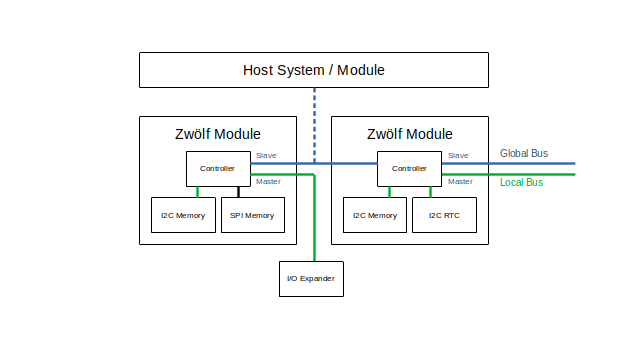 Host System / Module
Zwölf Module
Zwölf Module
Slave
Slave
Global Bus
Controller
Controller
Master
Master
Local Bus
I2C Memory
SPI Memory
I2C Memory
I2C RTC
I/O Expander